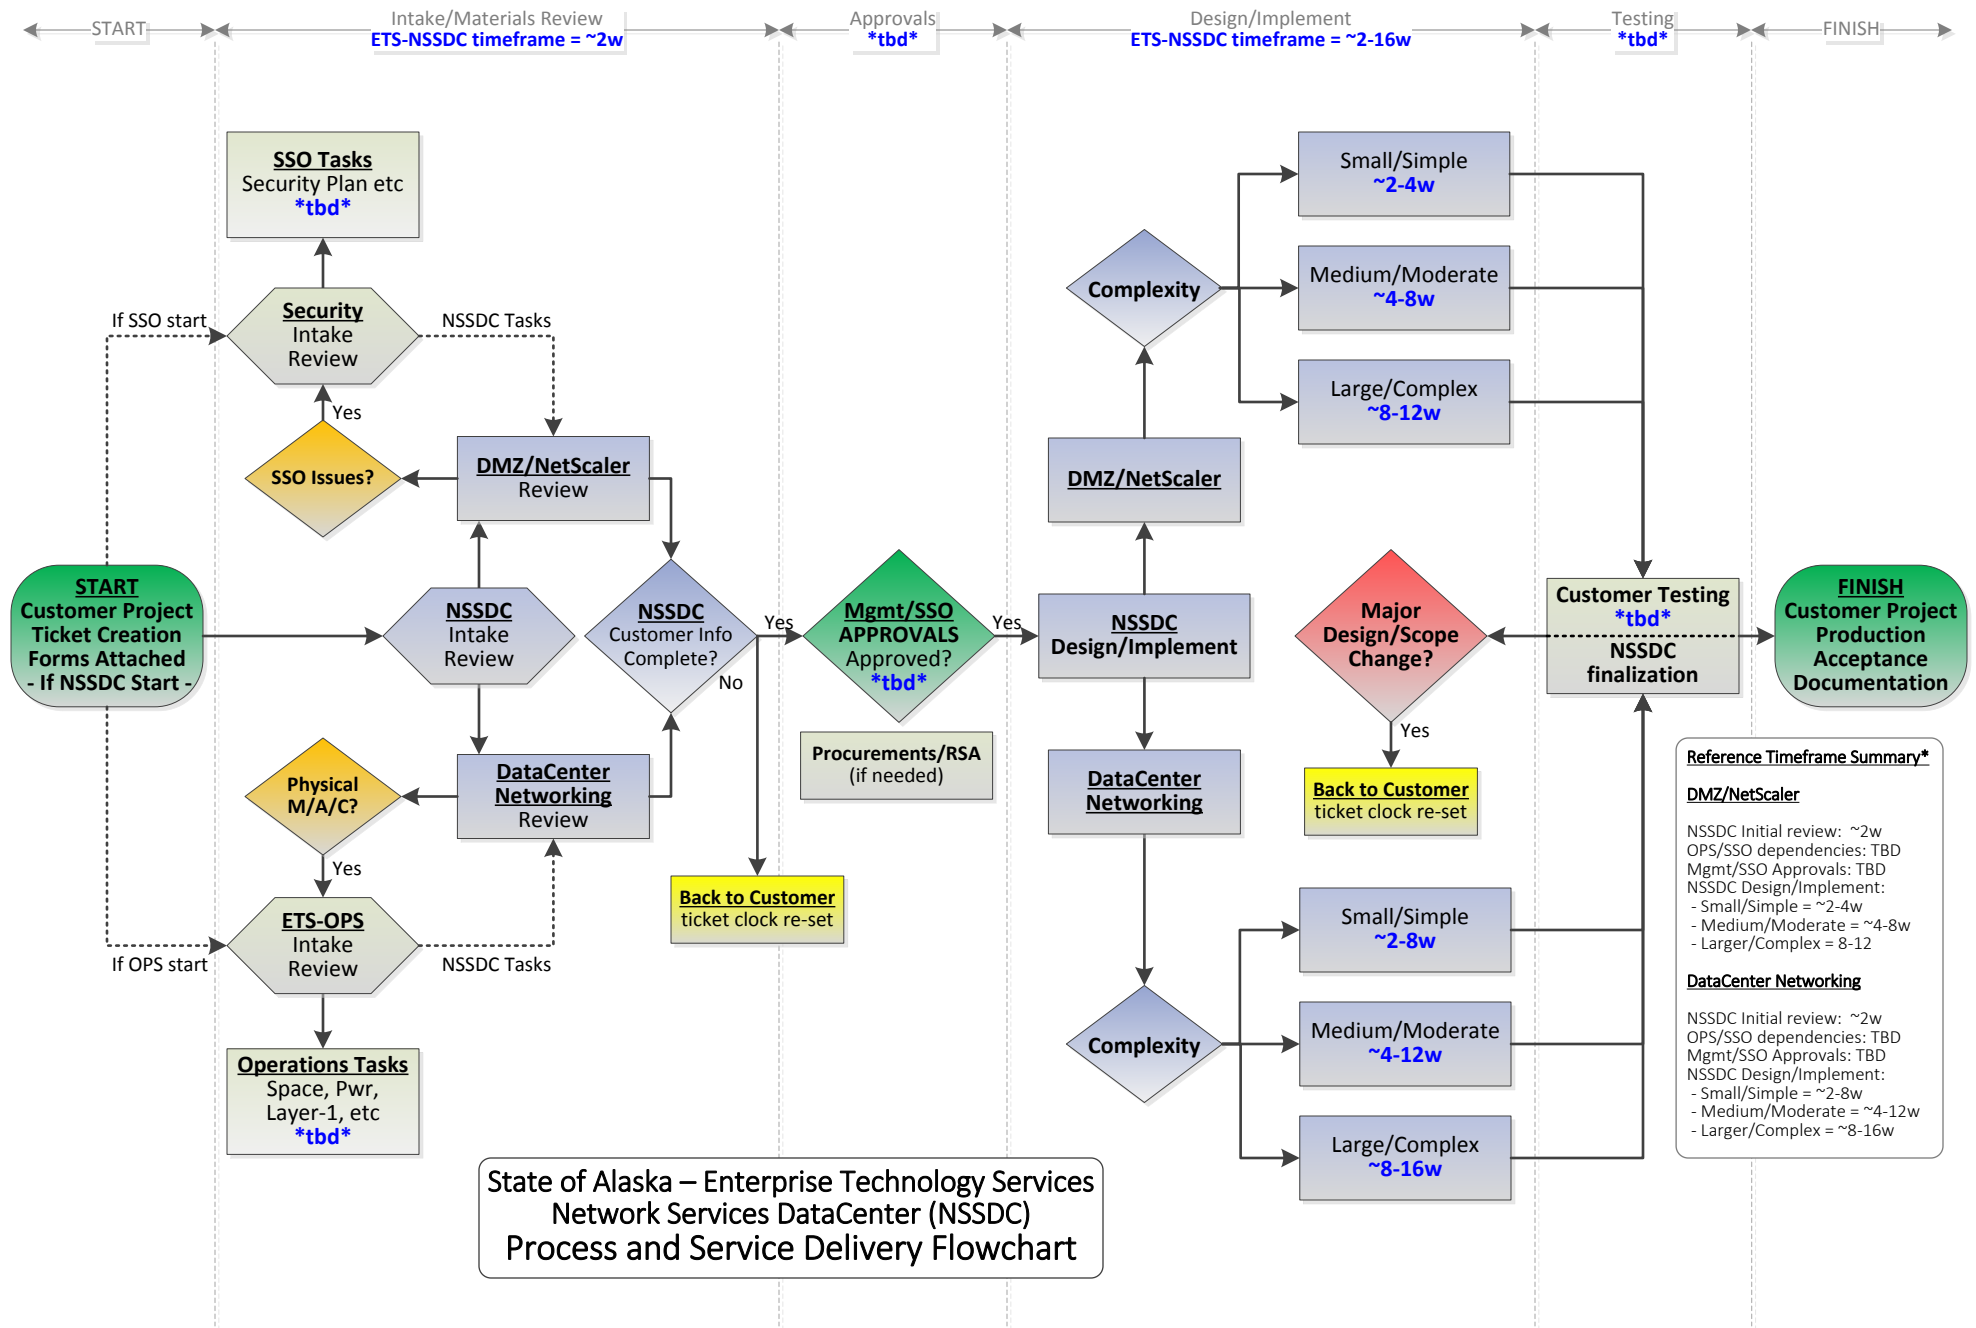 START
Intake/Materials Review
ETS-NSSDC timeframe = ~2w
Approvals
*tbd*
Design/Implement
ETS-NSSDC timeframe = ~2-16w
Testing
*tbd*
FINISH
SSO Tasks
Security Plan etc
*tbd*
If SSO start
Security
Intake
Review
NSSDC Tasks
Yes
SSO Issues?
DMZ/NetScaler
Review
START
Customer Project
Ticket Creation
Forms Attached
- If NSSDC Start -
NSSDC
Intake
Review
NSSDC
Customer Info
Complete?
Yes
No
Physical
M/A/C?
DataCenter
Networking
Review
Yes
If OPS start
ETS-OPS
Intake
Review
NSSDC Tasks
Operations Tasks
Space, Pwr,
Layer-1, etc
*tbd*
Back to Customer
ticket clock re-set
Mgmt/SSO
APPROVALS
Approved?
*tbd*
Yes
Procurements/RSA
(if needed)
NSSDC
Design/Implement
DMZ/NetScaler
Complexity
Small/Simple
~2-4w
Medium/Moderate
~4-8w
Large/Complex
~8-12w
DataCenter
Networking
Complexity
Small/Simple
~2-8w
Medium/Moderate
~4-12w
Large/Complex
~8-16w
Major
Design/Scope
Change?
Yes
Back to Customer
ticket clock re-set
Customer Testing
*tbd*
NSSDC
finalization
FINISH
Customer Project
Production
Acceptance
Documentation
Reference Timeframe Summary*
DMZ/NetScaler
NSSDC Initial review:  ~2w
OPS/SSO dependencies: TBD
Mgmt/SSO Approvals: TBD
NSSDC Design/Implement:
- Small/Simple = ~2-4w
- Medium/Moderate = ~4-8w
- Larger/Complex = 8-12
DataCenter Networking
NSSDC Initial review:  ~2w
OPS/SSO dependencies: TBD
Mgmt/SSO Approvals: TBD
NSSDC Design/Implement:
- Small/Simple = ~2-8w
- Medium/Moderate = ~4-12w
- Larger/Complex = ~8-16w
State of Alaska – Enterprise Technology Services
Network Services DataCenter (NSSDC)
Process and Service Delivery Flowchart